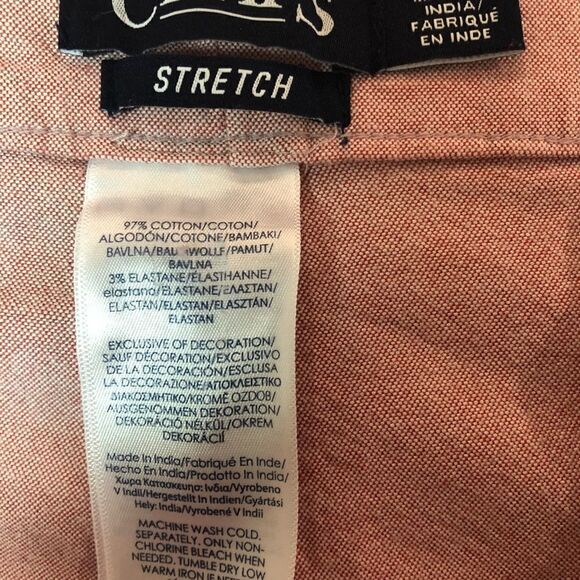 INDIA/
FABRIQUÉ
EN INDE
STRETCH
97% COTTON/COTON/
ALGODÓN/COTONE/BAMBAKI/
BAVLNA/BAUMWOLLE/PAMUT/
BAVLNA
3% ELASTANE/ÉLASTHANNE/
elastano/ELASTANE/ΕΛΑΣΤΑΝ/
ELASTAN/ELASTAN/ELASZTÁN/
ELASTAN
EXCLUSIVE OF DECORATION/
SAUF DÉCORATION/EXCLUSIVO
DE LA DECORACIÓN/ESCLUSA
LA DECORAZIONE/ΑΠΟΚΛΕΙΣΤΙΚΟ
ΔΙΑΚΟΣΜΗΤΙΚΟ/KROMĚ OZDOB/
AUSGENOMMEN DEKORATION/
DEKORÁCIÓ NÉLKÜL/OKREM
DEKORÁCIÍ
Made In India/Fabriqué En Inde/
Hecho En India/Prodotto In India/
Χωρα Κατασκευησ: Ινδια/Vyrobeno
V Indii/Hergestellt In Indien/Gyártási
Hely: India/Vyrobené V Indii
MACHINE WASH COLD,
SEPARATELY. ONLY NON-
CHLORINE BLEACH WHEN
NEEDED. TUMBLE DRY LOW
WARM IRON IF